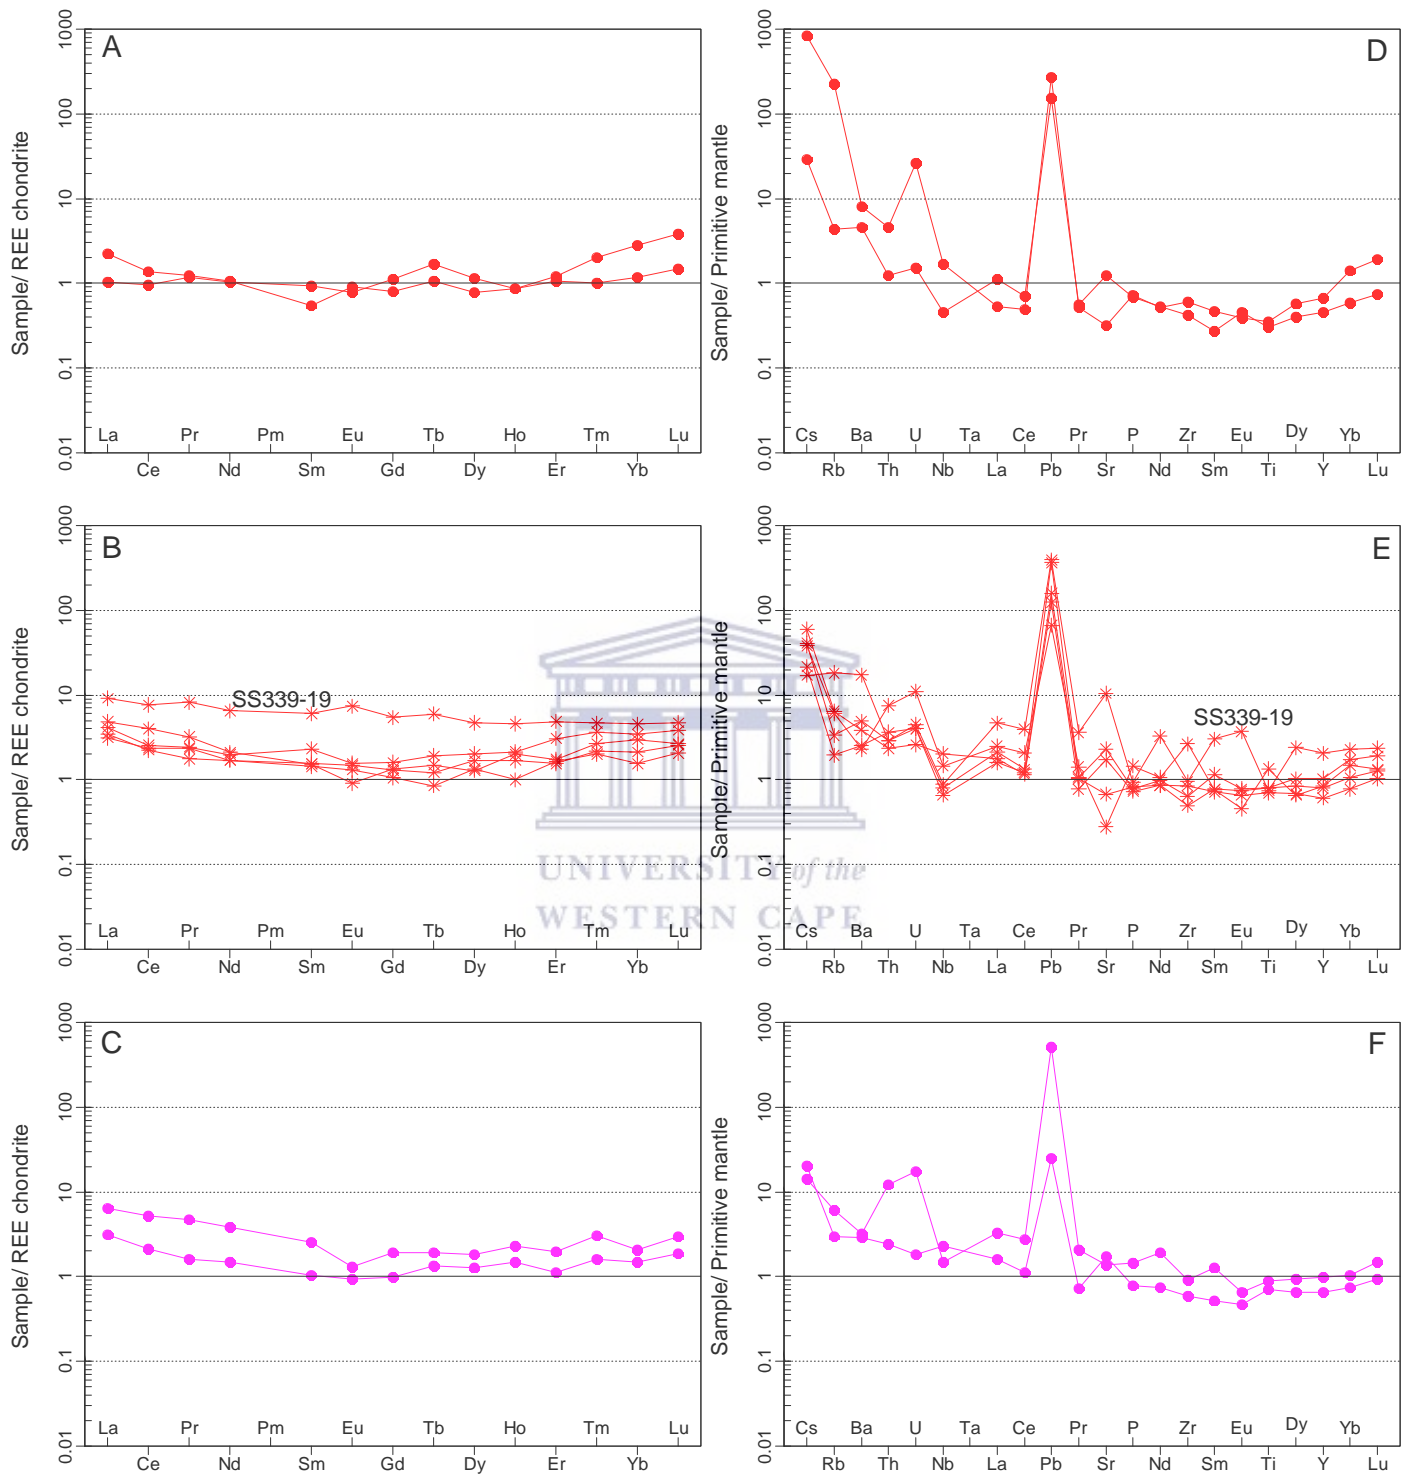 A
Sample/ REE chondrite
1000
100
10
1
0.1
0.01
La Pr Pm Eu Tb Ho Tm Lu
Ce Nd Sm Gd Dy Er Yb
D
Sample/ Primitive mantle
1000
100
10
1
0.1
0.01
Cs Ba U Ta Ce Pr P Zr Eu Dy Yb
Rb Th Nb La Pb Sr Nd Sm Ti Y Lu
B
Sample/ REE chondrite
1000
100
10
1
0.1
0.01
SS339-19
La Pr Pm Eu Tb Ho Tm Lu
Ce Nd Sm Gd Dy Er Yb
E
Sample/ Primitive mantle
1000
100
10
1
0.1
0.01
SS339-19
Cs Ba U Ta Ce Pr P Zr Eu Dy Yb
Rb Th Nb La Pb Sr Nd Sm Ti Y Lu
UNIVERSITY of the
WESTERN CAPE
C
Sample/ REE chondrite
1000
100
10
1
0.1
0.01
La Pr Pm Eu Tb Ho Tm Lu
Ce Nd Sm Gd Dy Er Yb
F
Sample/ Primitive mantle
1000
100
10
1
0.1
0.01
Cs Ba U Ta Ce Pr P Zr Eu Dy Yb
Rb Th Nb La Pb Sr Nd Sm Ti Y Lu